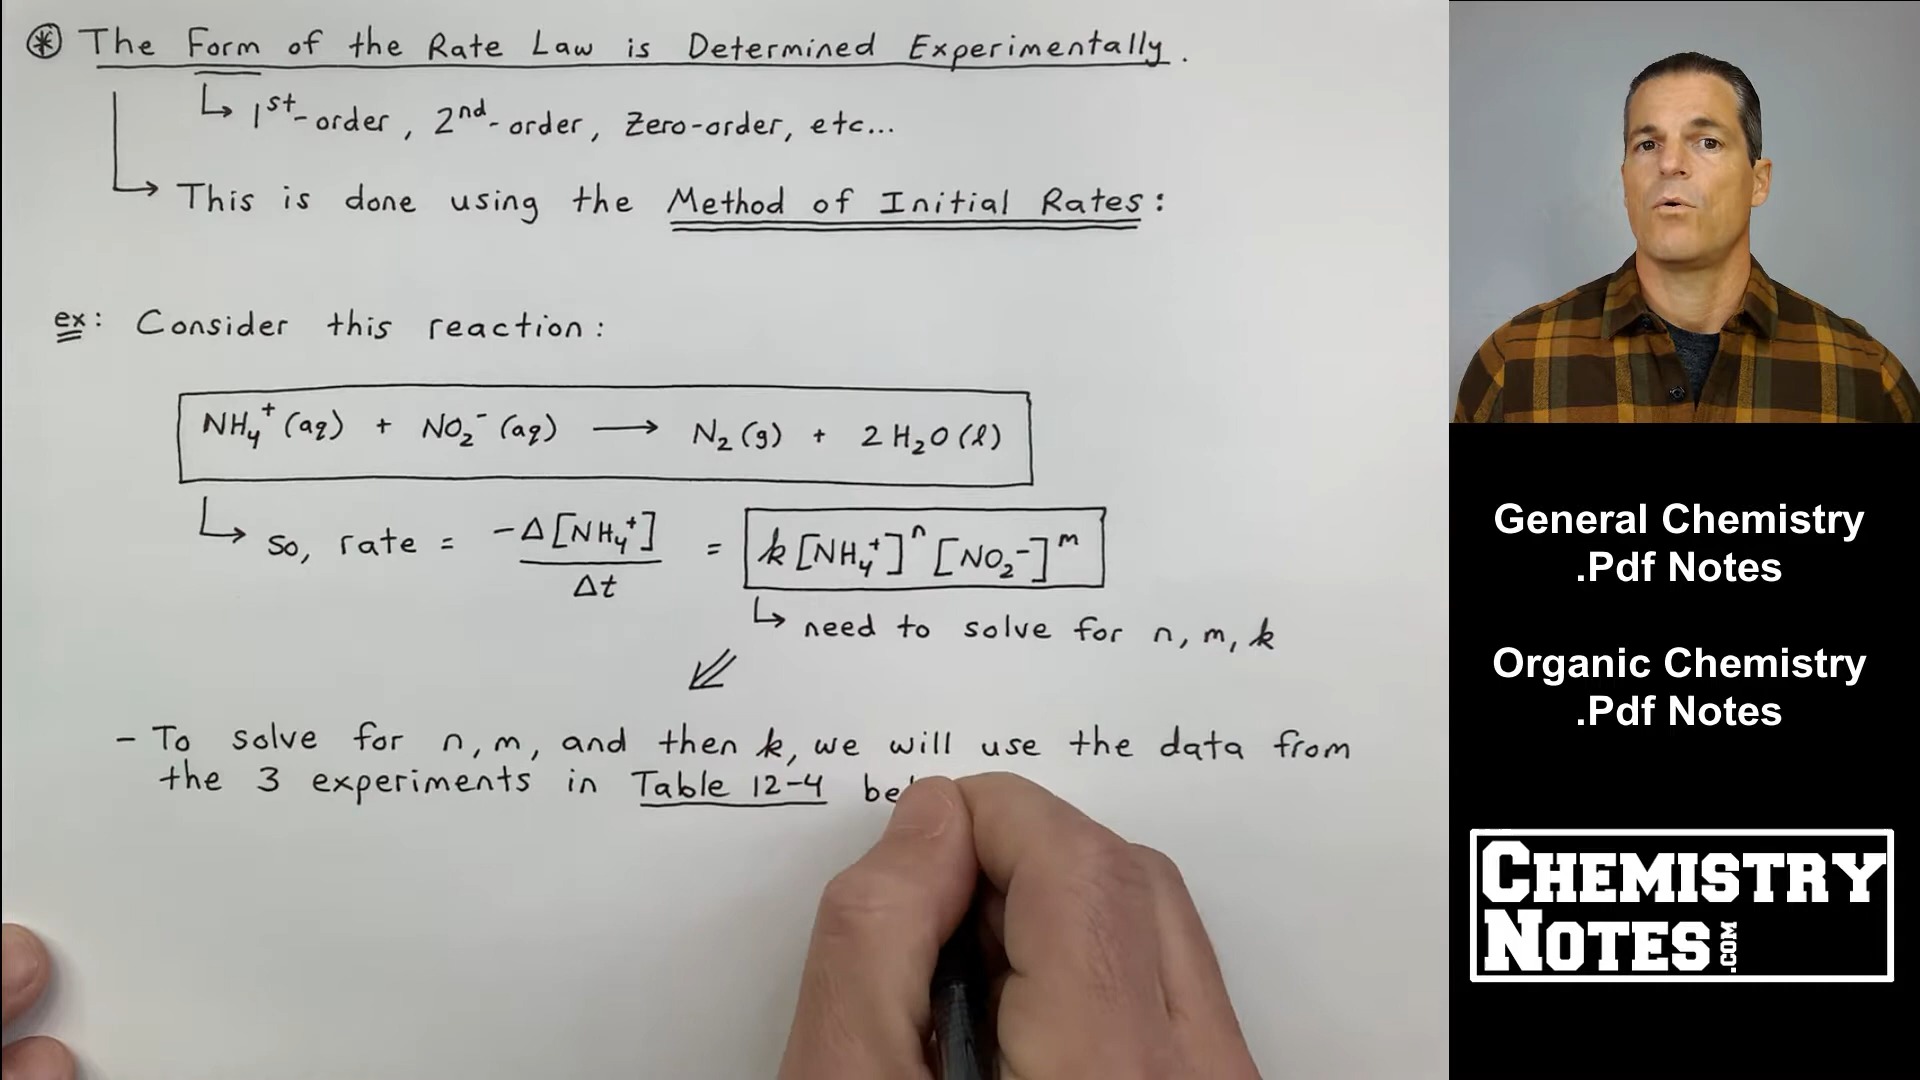 ⊛ The Form of the Rate Law is Determined Experimentally.
↳ 1st-order, 2nd-order, Zero-order, etc...
→ This is done using the Method of Initial Rates:
ex: Consider this reaction:
NH₄⁺(aq) + NO₂⁻(aq) → N₂(g) + 2 H₂O(l)
↳ so, rate = -Δ[NH₄⁺]/Δt = k[NH₄⁺]ⁿ[NO₂⁻]ᵐ
↳ need to solve for n, m, k
- To solve for n, m, and then k, we will use the data from
the 3 experiments in Table 12-4
General Chemistry
.Pdf Notes
Organic Chemistry
.Pdf Notes
CHEMISTRY
NOTES.COM